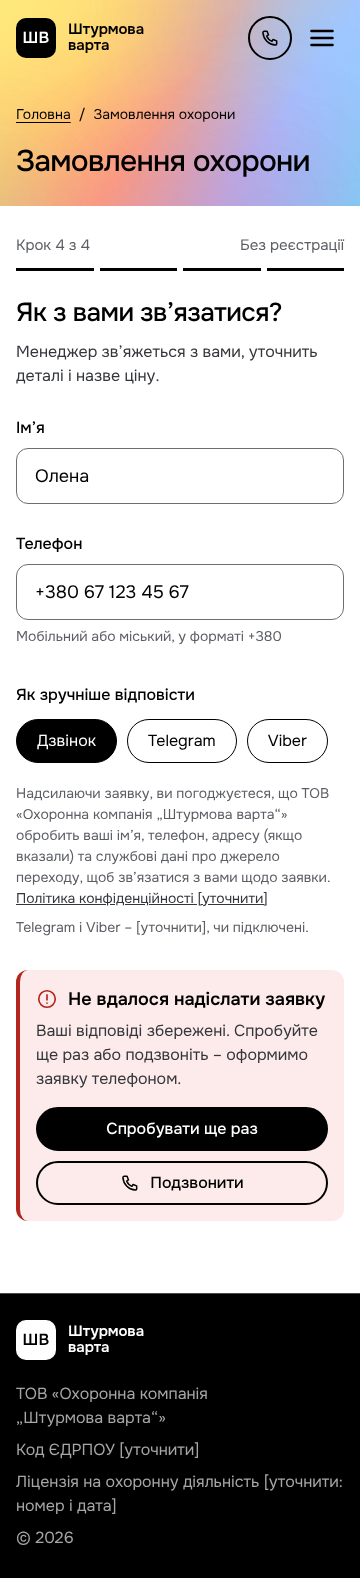 ШВ
Штурмова
варта
Головна / Замовлення охорони
Замовлення охорони
Крок 4 з 4
Без реєстрації
Як з вами зв’язатися?
Менеджер зв’яжеться з вами, уточнить
деталі і назве ціну.
Ім’я
Олена
Телефон
+380 67 123 45 67
Мобільний або міський, у форматі +380
Як зручніше відповісти
Дзвінок
Telegram
Viber
Надсилаючи заявку, ви погоджуєтеся, що ТОВ
«Охоронна компанія „Штурмова варта“»
обробить ваші ім’я, телефон, адресу (якщо
вказали) та службові дані про джерело
переходу, щоб зв’язатися з вами щодо заявки.
Політика конфіденційності [уточнити]
Telegram і Viber – [уточнити], чи підключені.
Не вдалося надіслати заявку
Ваші відповіді збережені. Спробуйте
ще раз або подзвоніть – оформимо
заявку телефоном.
Спробувати ще раз
Подзвонити
ШВ
Штурмова
варта
ТОВ «Охоронна компанія
„Штурмова варта“»
Код ЄДРПОУ [уточнити]
Ліцензія на охоронну діяльність [уточнити:
номер і дата]
© 2026